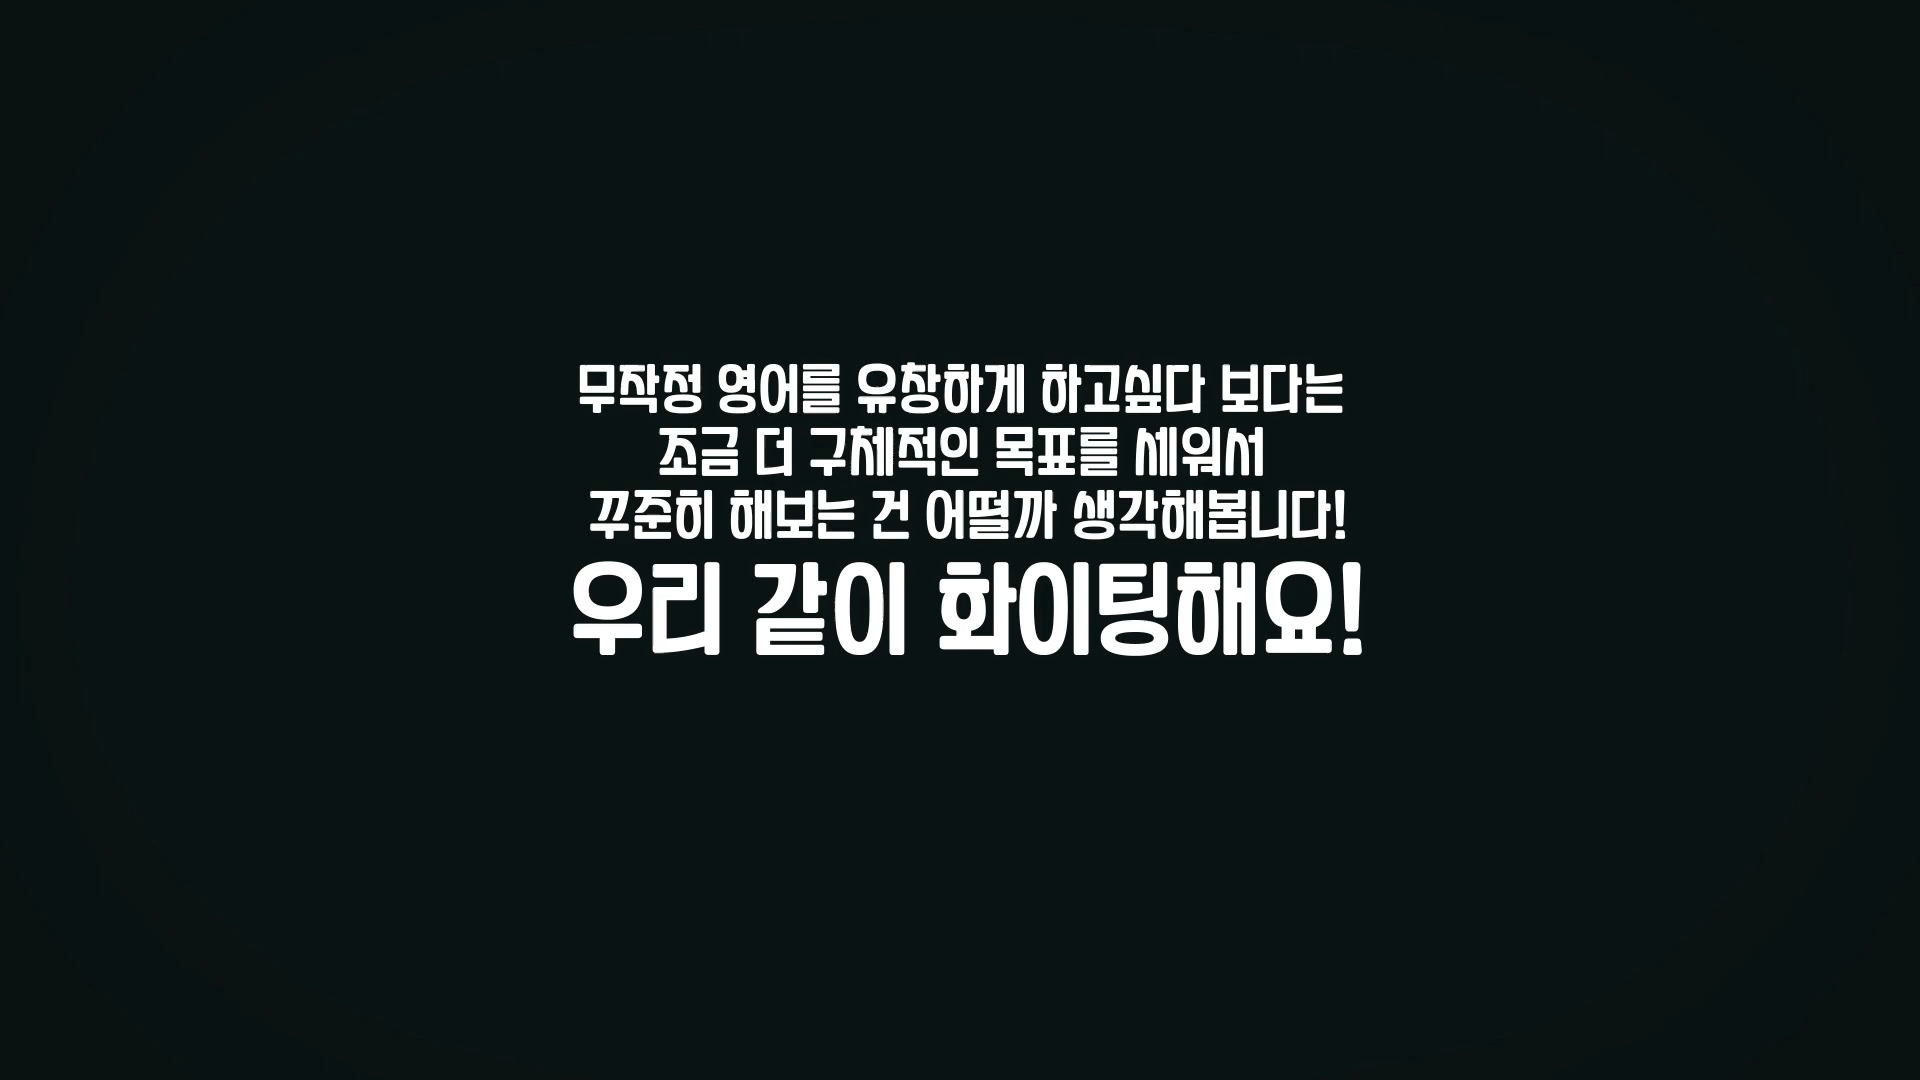 무작정 영어를 유창하게 하고싶다 보다는
조금 더 구체적인 목표를 세워서
꾸준히 해보는 건 어떨까 생각해봅니다!
우리 같이 화이팅해요!